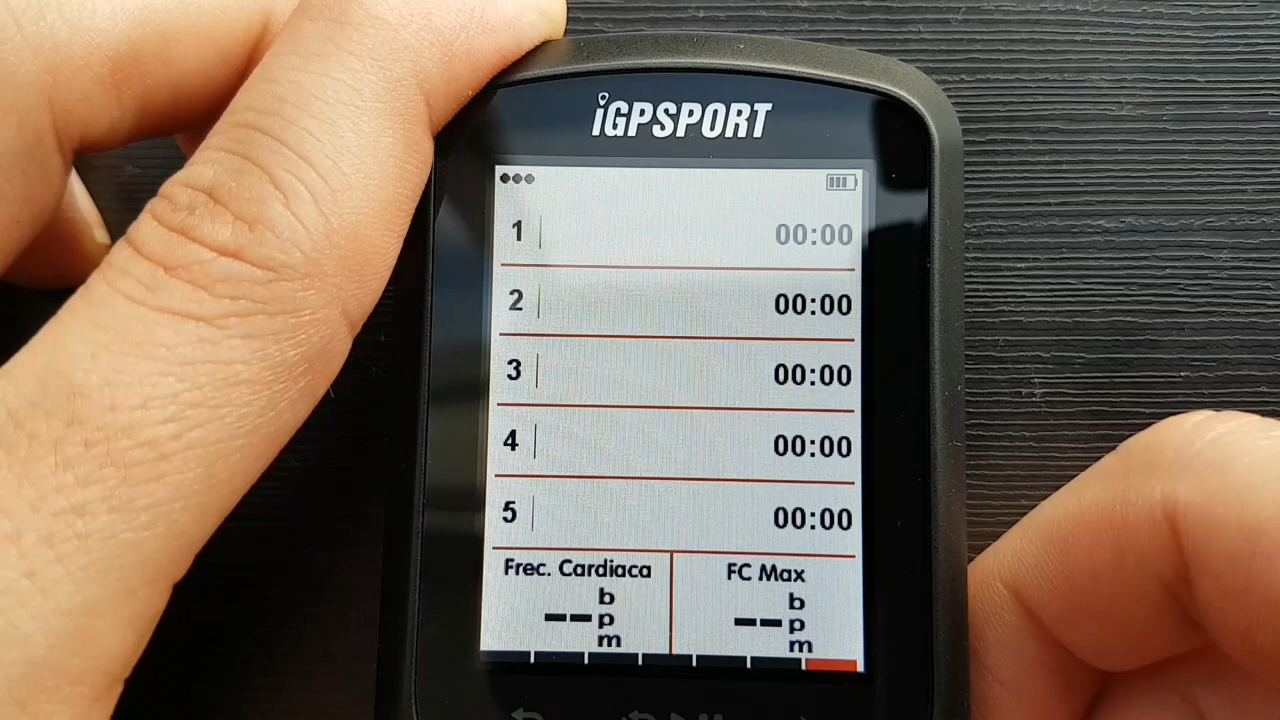 iGPSPORT
1 00:00
2 00:00
3 00:00
4 00:00
5 00:00
Frec. Cardiaca FC Max
-- bpm -- bpm